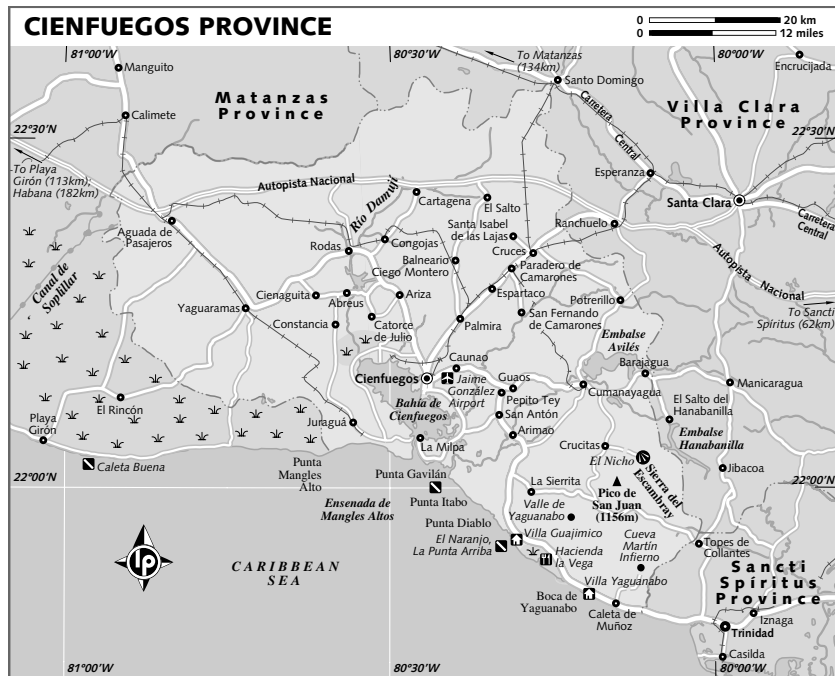 CIENFUEGOS PROVINCE
0 20 km
0 12 miles
81°00'W
80°30'W
80°00'W
Manguito
To Matanzas
(134km)
Santo Domingo
Encrucijada
Matanzas
Province
Villa Clara
Province
Calimete
Carretera
Central
22°30'N
22°30'N
To Playa
Girón (113km);
Habana (182km)
Autopista Nacional
Esperanza
Río Damují
Cartagena
El Salto
Santa Clara
Carretera
Central
Aguada de
Pasajeros
Santa Isabel
de las Lajas
Ranchuelo
Rodas
Congojas
Cruces
Balneario
Ciego Montero
Paradero de
Camarones
Autopista
Nacional
Canal de
Soplillar
Cienaguita
Abréus
Ariza
Espartaco
Potrerillo
To Sancti
Spíritus (62km)
Yaguaramas
Constancia
Catorce
de Julio
Palmira
San Fernando
de Camarones
Embalse
Avilés
Caunao
Barajagua
Cienfuegos
Jaime
González
Airport
Guaos
Cumanayagua
Manicaragua
El Rincón
Bahía de
Cienfuegos
Pepito Tey
San Antón
El Salto del
Hanabanilla
Playa
Girón
Juraguá
Arimao
Embalse
Hanabanilla
La Milpa
Crucitas
El Nicho
Caleta Buena
Punta
Mangles
Alto
Punta Gavilán
Sierra del
Escambray
Jibacoa
22°00'N
22°00'N
La Sierrita
Pico de
San Juan
(1156m)
Ensenada de
Mangles Altos
Punta Itabo
Valle de
Yaguanabo
Punta Diablo
Villa Guajimico
El Naranjo,
La Punta Arriba
Cueva
Martín
Infierno
Topes de
Collantes
Hacienda
la Vega
lp
CARIBBEAN
SEA
Sancti
Spíritus
Province
Villa Yaguanabo
Boca de
Yaguanabo
Caleta de
Muñoz
Iznaga
Trinidad
Casilda
81°00'W
80°30'W
80°00'W